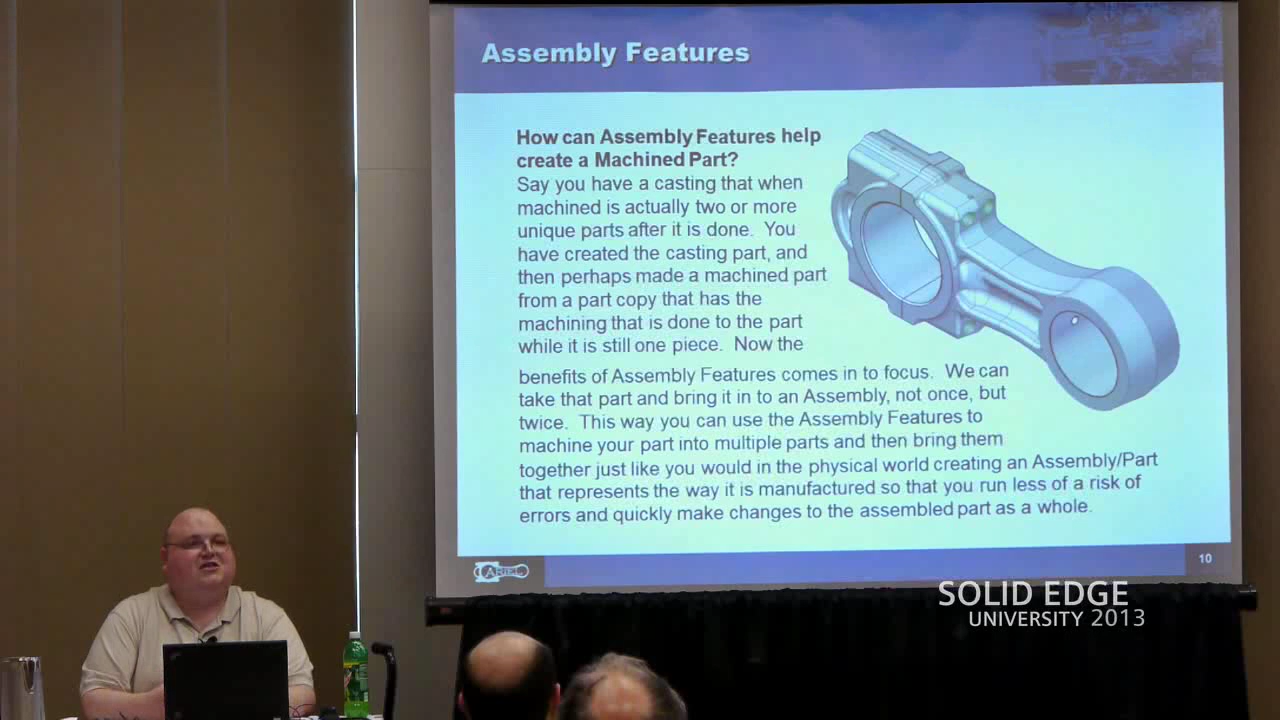 Assembly Features
How can Assembly Features help
create a Machined Part?
Say you have a casting that when
machined is actually two or more
unique parts after it is done. You
have created the casting part, and
then perhaps made a machined part
from a part copy that has the
machining that is done to the part
while it is still one piece. Now the
benefits of Assembly Features comes in to focus. We can
take that part and bring it in to an Assembly, not once, but
twice. This way you can use the Assembly Features to
machine your part into multiple parts and then bring them
together just like you would in the physical world creating an Assembly/Part
that represents the way it is manufactured so that you run less of a risk of
errors and quickly make changes to the assembled part as a whole.
ARIEL
10
SOLID EDGE
UNIVERSITY 2013